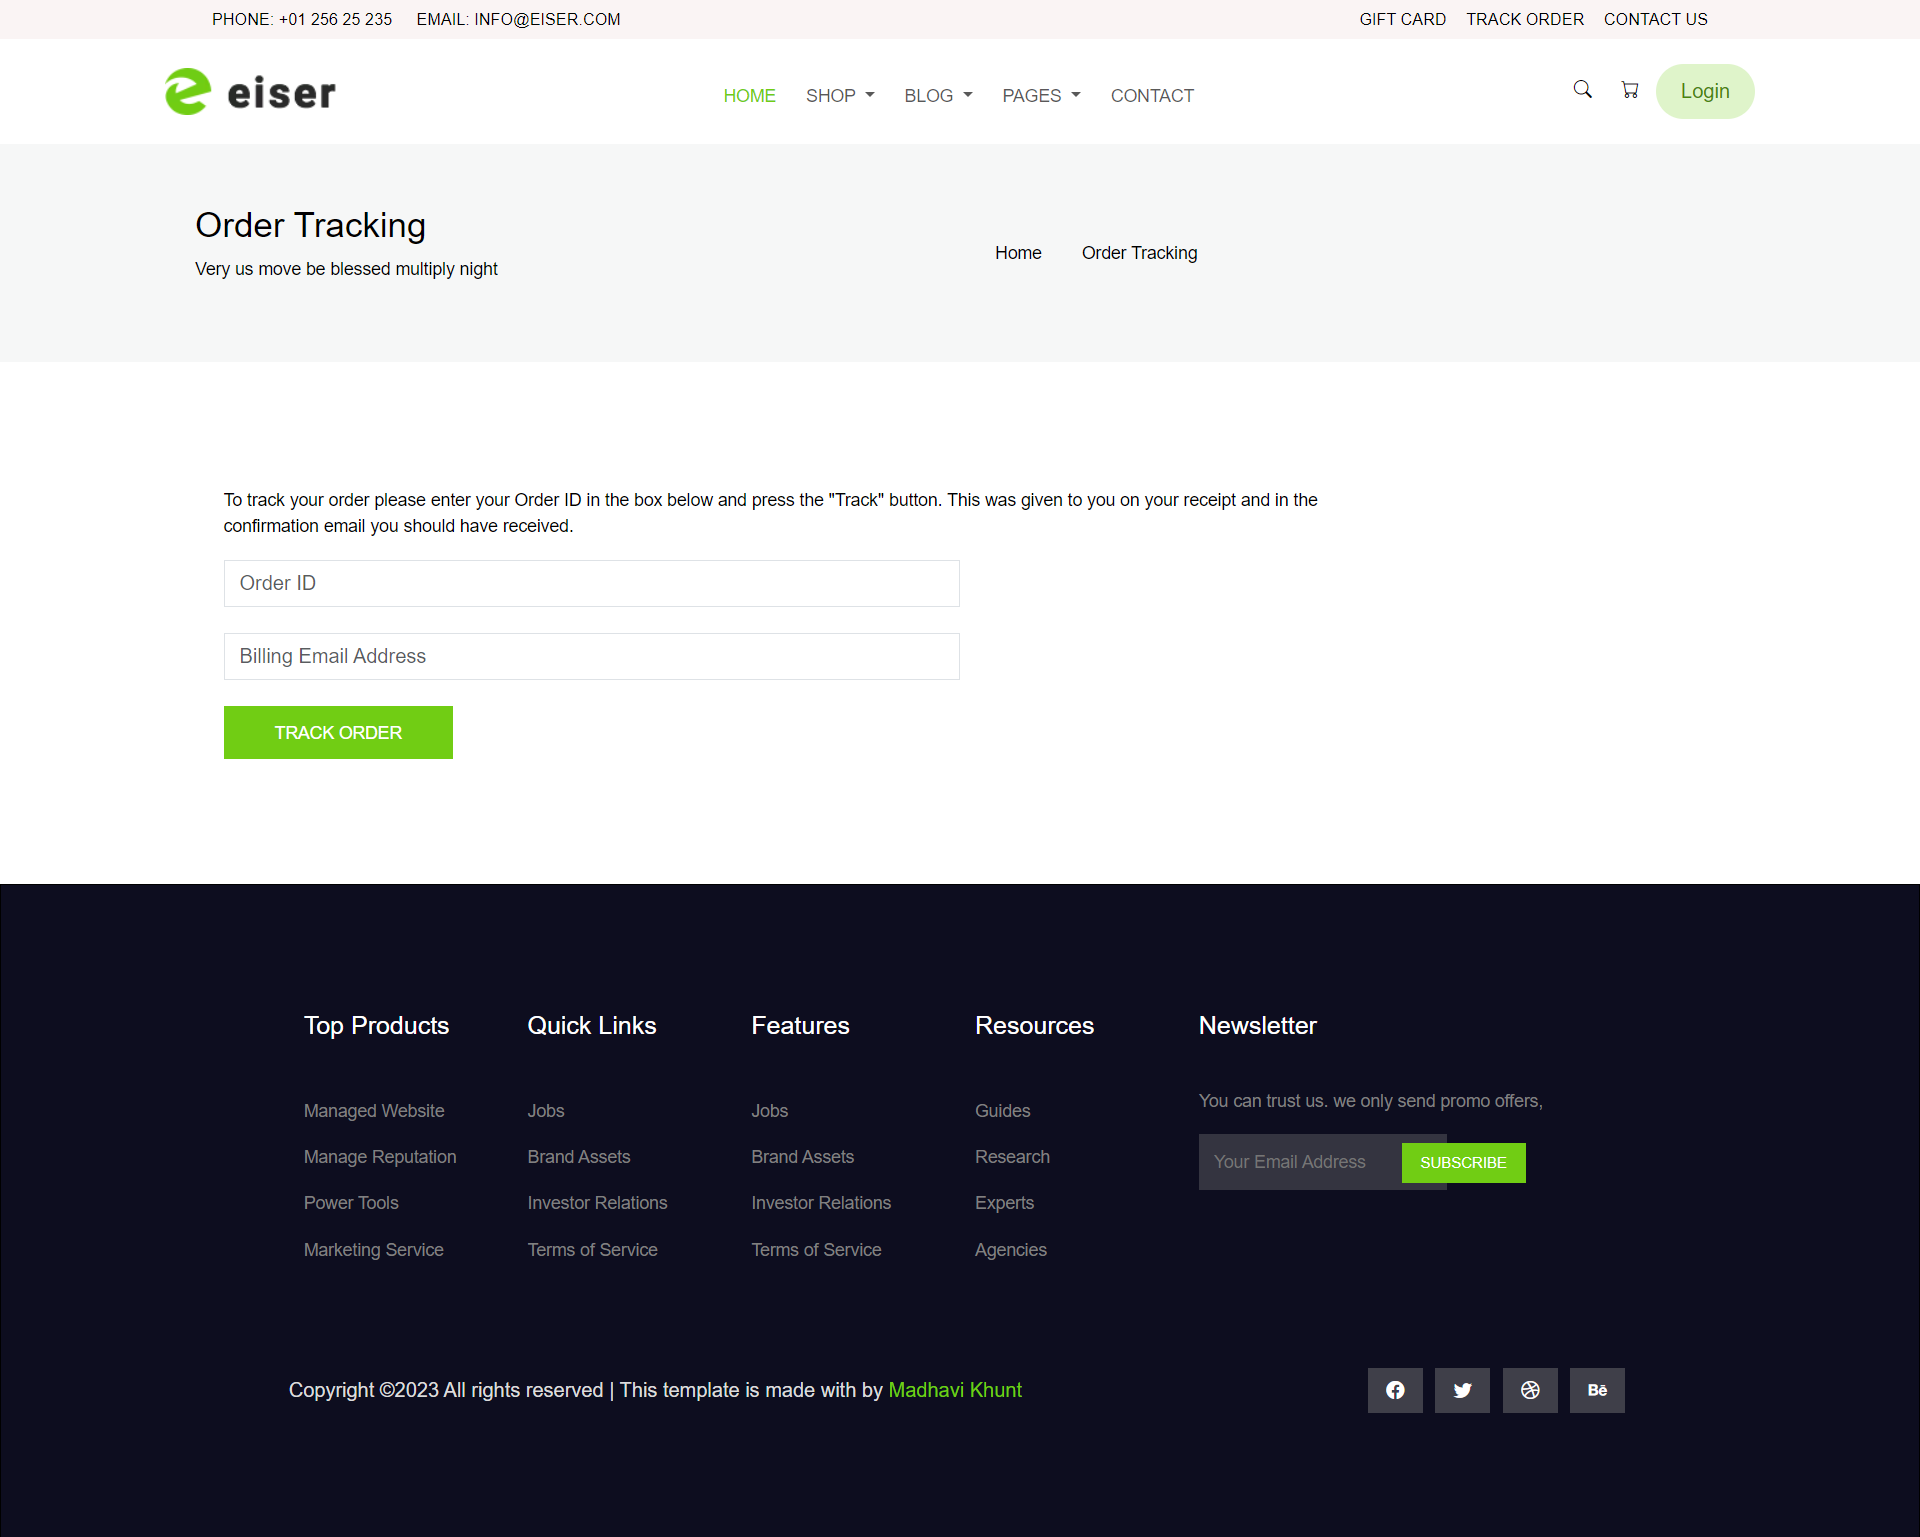 PHONE: +01 256 25 235 EMAIL: INFO@EISER.COM GIFT CARD TRACK ORDER CONTACT US
eiser HOME SHOP BLOG PAGES CONTACT Login
Order Tracking
Very us move be blessed multiply night
Home Order Tracking
To track your order please enter your Order ID in the box below and press the "Track" button. This was given to you on your receipt and in the
confirmation email you should have received.
Order ID
Billing Email Address
TRACK ORDER
Top Products
Managed Website
Manage Reputation
Power Tools
Marketing Service
Quick Links
Jobs
Brand Assets
Investor Relations
Terms of Service
Features
Jobs
Brand Assets
Investor Relations
Terms of Service
Resources
Guides
Research
Experts
Agencies
Newsletter
You can trust us. we only send promo offers,
Your Email Address SUBSCRIBE
Copyright ©2023 All rights reserved | This template is made with by Madhavi Khunt
Bē